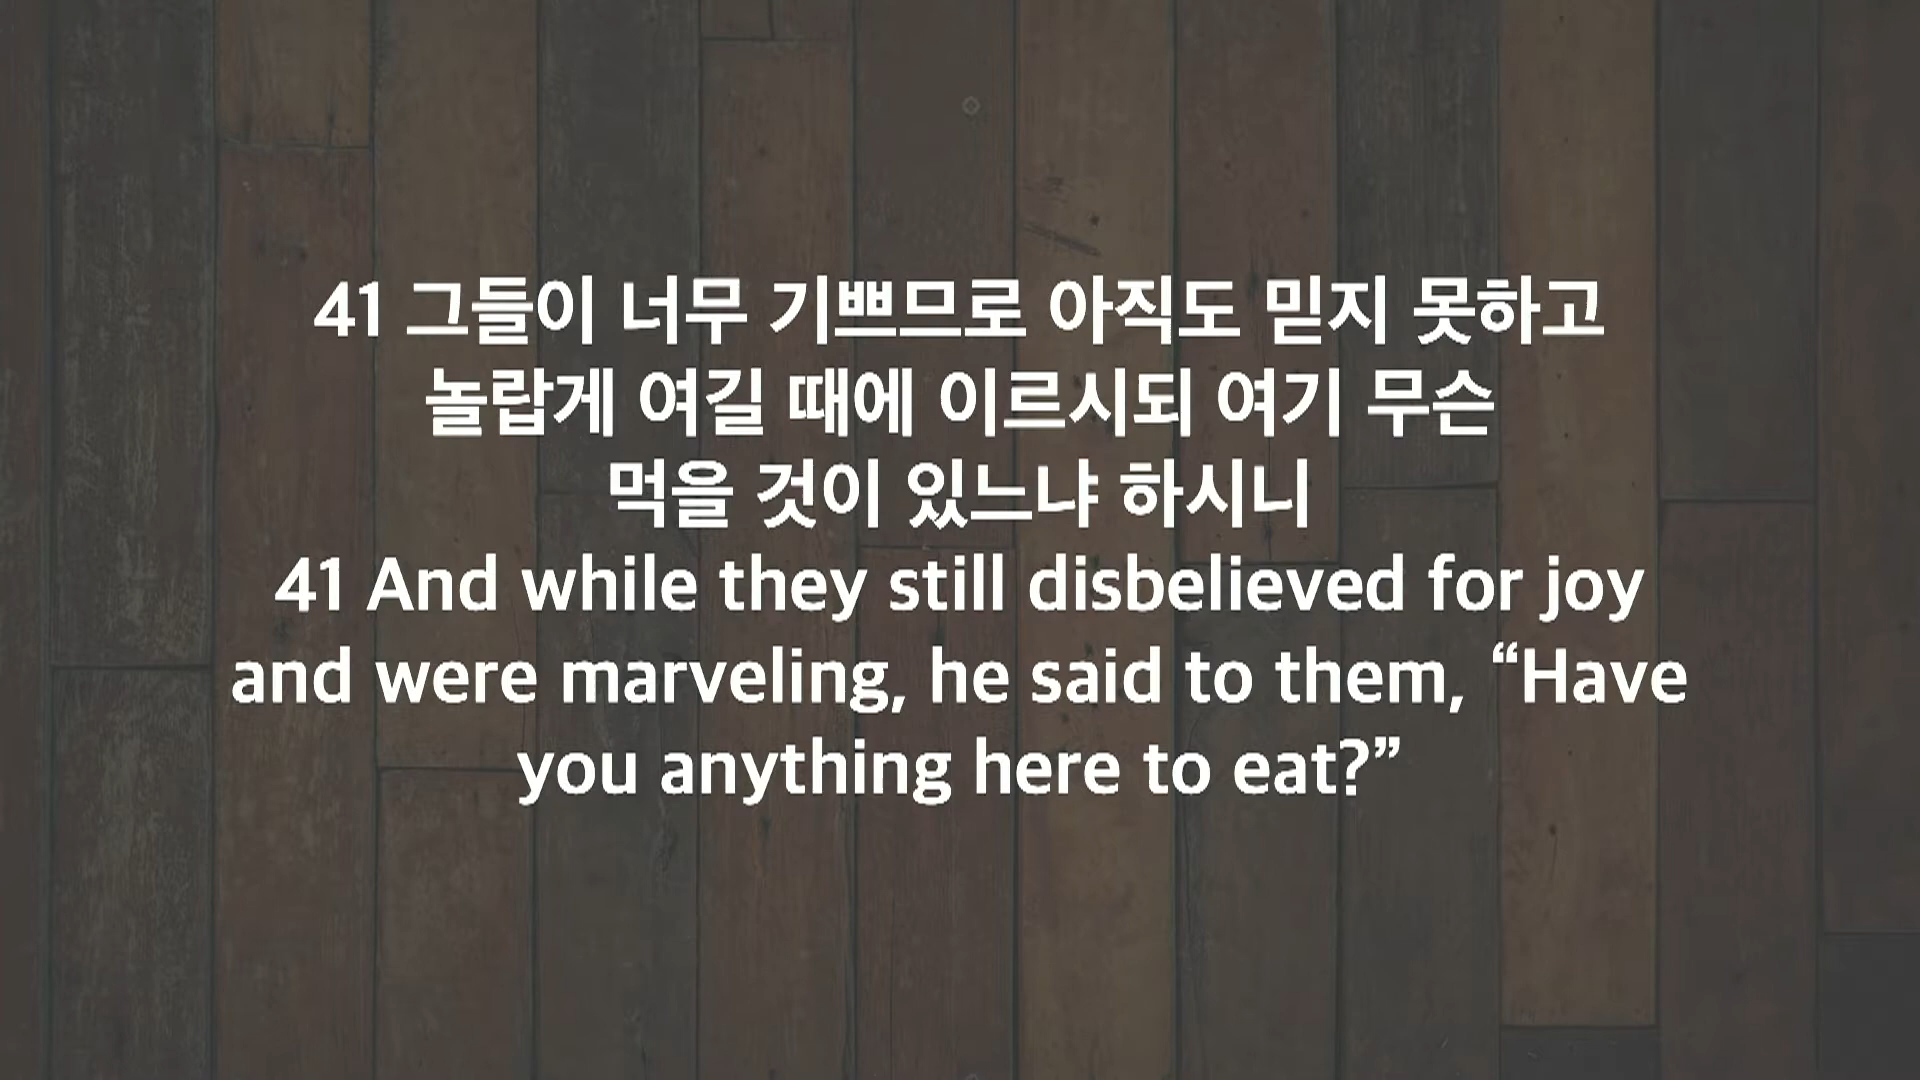 41 그들이 너무 기쁘므로 아직도 믿지 못하고
놀랍게 여길 때에 이르시되 여기 무슨
먹을 것이 있느냐 하시니
41 And while they still disbelieved for joy
and were marveling, he said to them, “Have
you anything here to eat?”